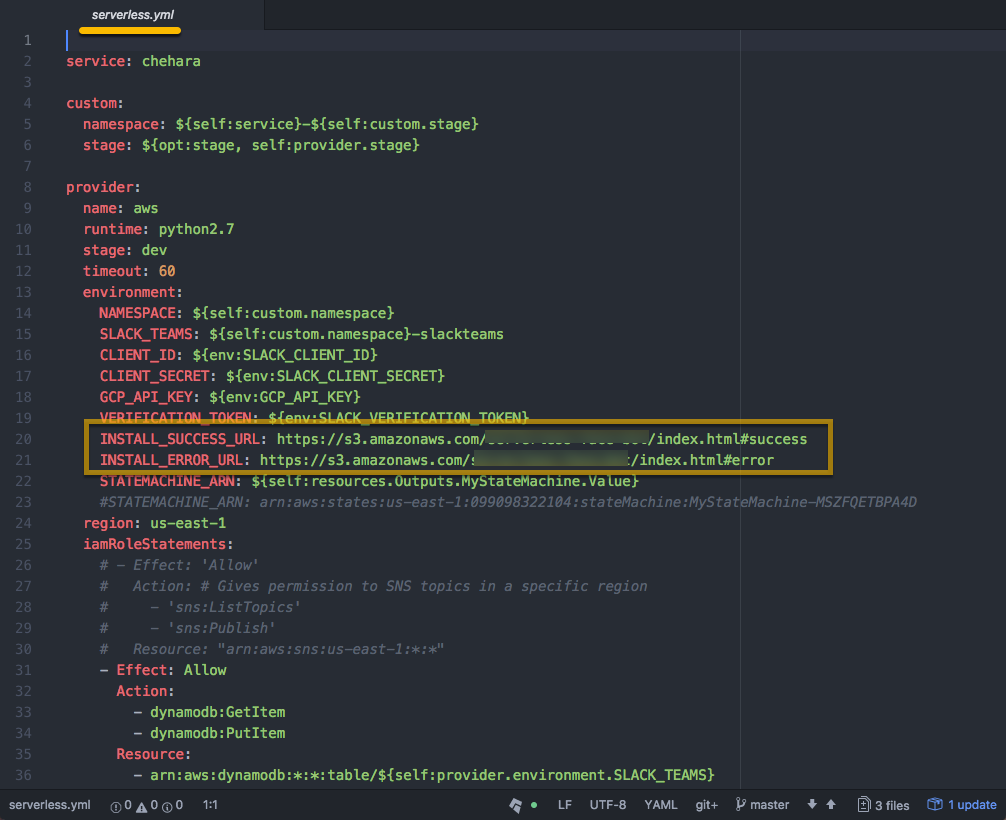 serverless.yml
1
2 service: chehara
3
4 custom:
5 namespace: ${self:service}-${self:custom.stage}
6 stage: ${opt:stage, self:provider.stage}
7
8 provider:
9 name: aws
10 runtime: python2.7
11 stage: dev
12 timeout: 60
13 environment:
14 NAMESPACE: ${self:custom.namespace}
15 SLACK_TEAMS: ${self:custom.namespace}-slackteams
16 CLIENT_ID: ${env:SLACK_CLIENT_ID}
17 CLIENT_SECRET: ${env:SLACK_CLIENT_SECRET}
18 GCP_API_KEY: ${env:GCP_API_KEY}
19 VERIFICATION_TOKEN: ${env:SLACK_VERIFICATION_TOKEN}
20 INSTALL_SUCCESS_URL: https://s3.amazonaws.com/ /index.html#success
21 INSTALL_ERROR_URL: https://s3.amazonaws.com/ /index.html#error
22 STATEMACHINE_ARN: ${self:resources.Outputs.MyStateMachine.Value}
23 #STATEMACHINE_ARN: arn:aws:states:us-east-1:099098322104:stateMachine:MyStateMachine-MSZFQETBPA4D
24 region: us-east-1
25 iamRoleStatements:
26 # - Effect: 'Allow'
27 # Action: # Gives permission to SNS topics in a specific region
28 # - 'sns:ListTopics'
29 # - 'sns:Publish'
30 # Resource: "arn:aws:sns:us-east-1:*:*"
31 - Effect: Allow
32 Action:
33 - dynamodb:GetItem
34 - dynamodb:PutItem
35 Resource:
36 - arn:aws:dynamodb:*:*:table/${self:provider.environment.SLACK_TEAMS}
serverless.yml 0 0 0 1:1 LF UTF-8 YAML git+ master 3 files 1 update